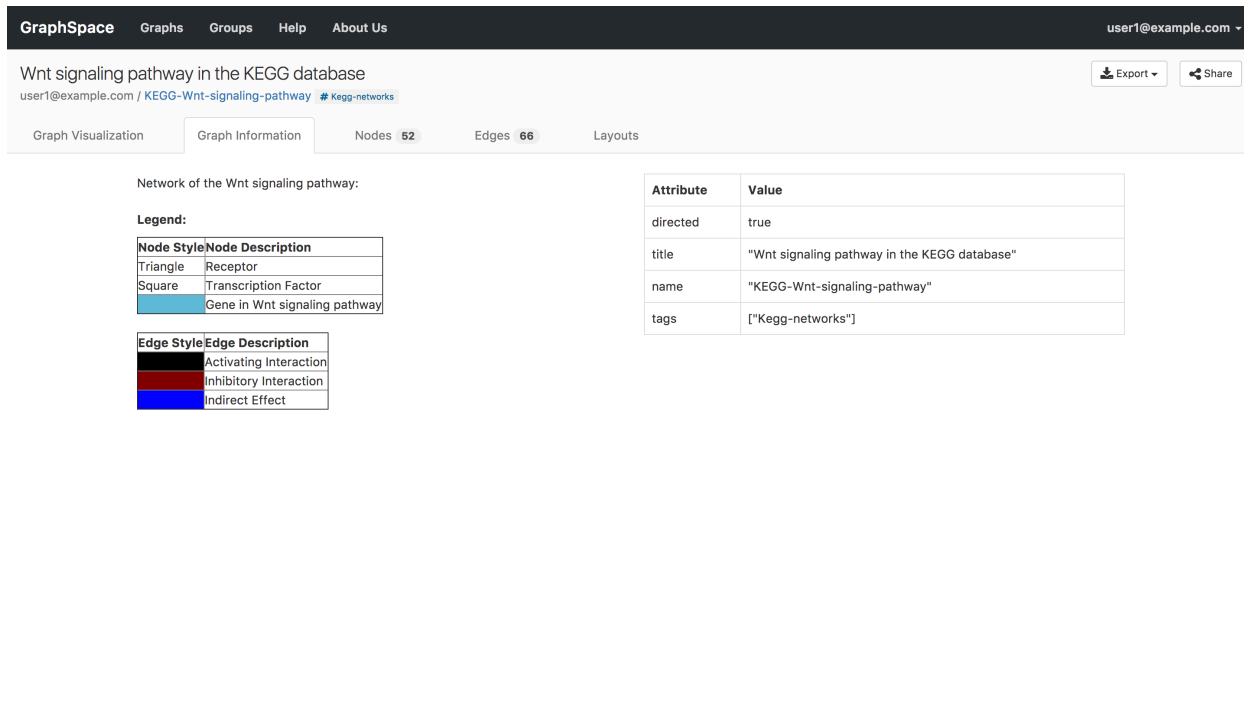 GraphSpace Graphs Groups Help About Us user1@example.com
Wnt signaling pathway in the KEGG database
Export Share
user1@example.com / KEGG-Wnt-signaling-pathway # Kegg-networks
Graph Visualization Graph Information Nodes 52 Edges 66 Layouts
Network of the Wnt signaling pathway:
Legend:
Node Style Node Description
Triangle Receptor
Square Transcription Factor
Gene in Wnt signaling pathway
Edge Style Edge Description
Activating Interaction
Inhibitory Interaction
Indirect Effect
Attribute Value
directed true
title "Wnt signaling pathway in the KEGG database"
name "KEGG-Wnt-signaling-pathway"
tags ["Kegg-networks"]